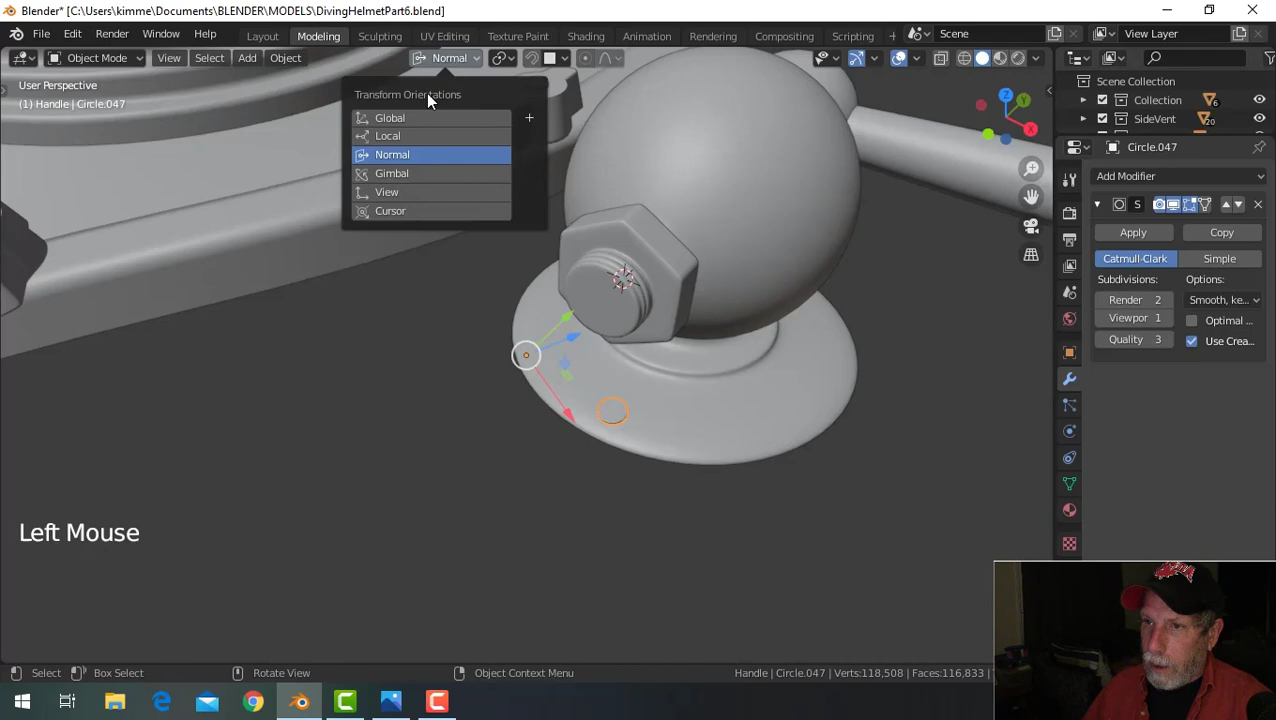 Blender* [C:\Users\kimme\Documents\BLENDER\MODELS\DivingHelmetPart6.blend]
File Edit Render Window Help Layout Modeling Sculpting UV Editing Texture Paint Shading Animation Rendering Compositing Scripting + Scene View Layer
Object Mode View Select Add Object Normal
User Perspective
(1) Handle | Circle.047
Transform Orientations
Global +
Local
Normal
Gimbal
View
Cursor
Z
Y
X
Scene Collection
Collection 6
SideVent 20
Circle.047
Add Modifier
S
Apply Copy
Catmull-Clark Simple
Subdivisions: Options:
Render 2 Smooth, ke...
Viewpor 1 Optimal ...
Quality 3 Use Crea...
Left Mouse
Select Box Select Rotate View Object Context Menu Handle | Circle.047 | Verts:118,508 | Faces:116,833 |